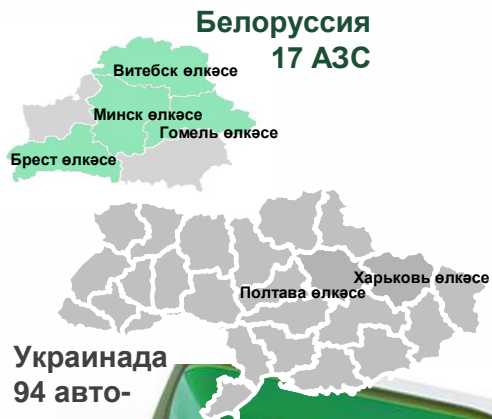 Белоруссия
17 АЗС
Витебск өлкәсе
Минск өлкәсе
Гомель өлкәсе
Брест өлкәсе
Харьковь өлкәсе
Полтава өлкәсе
Украинада
94 авто-